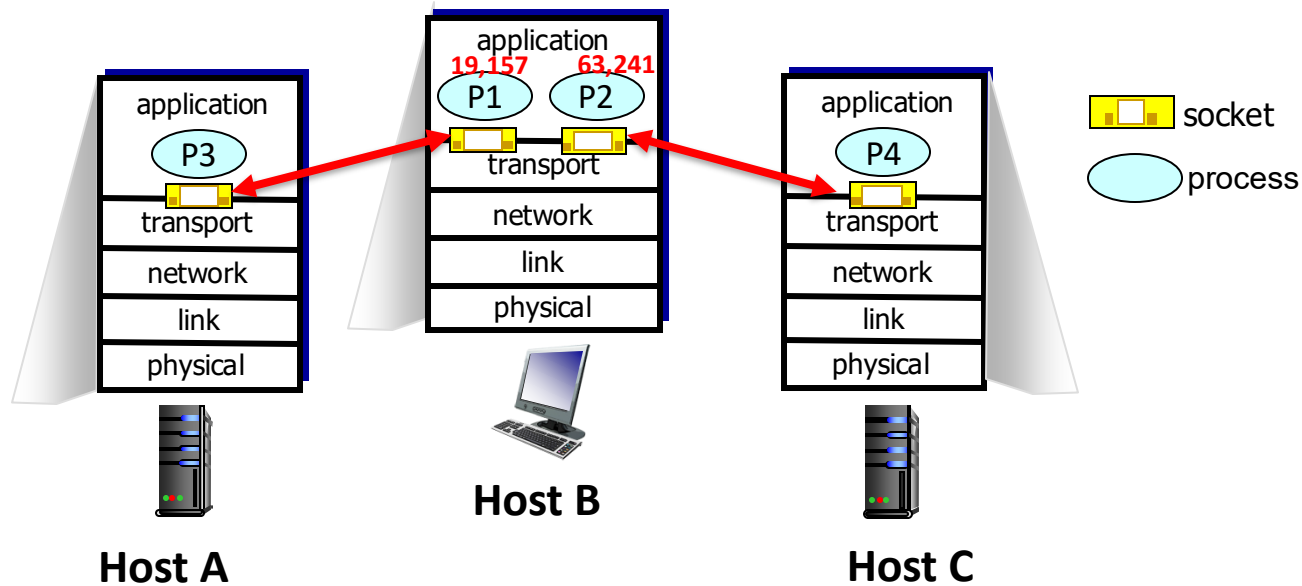 application
P3
transport
network
link
physical
Host A
application
19,157 63,241
P1 P2
transport
network
link
physical
Host B
application
P4
transport
network
link
physical
Host C
socket
process